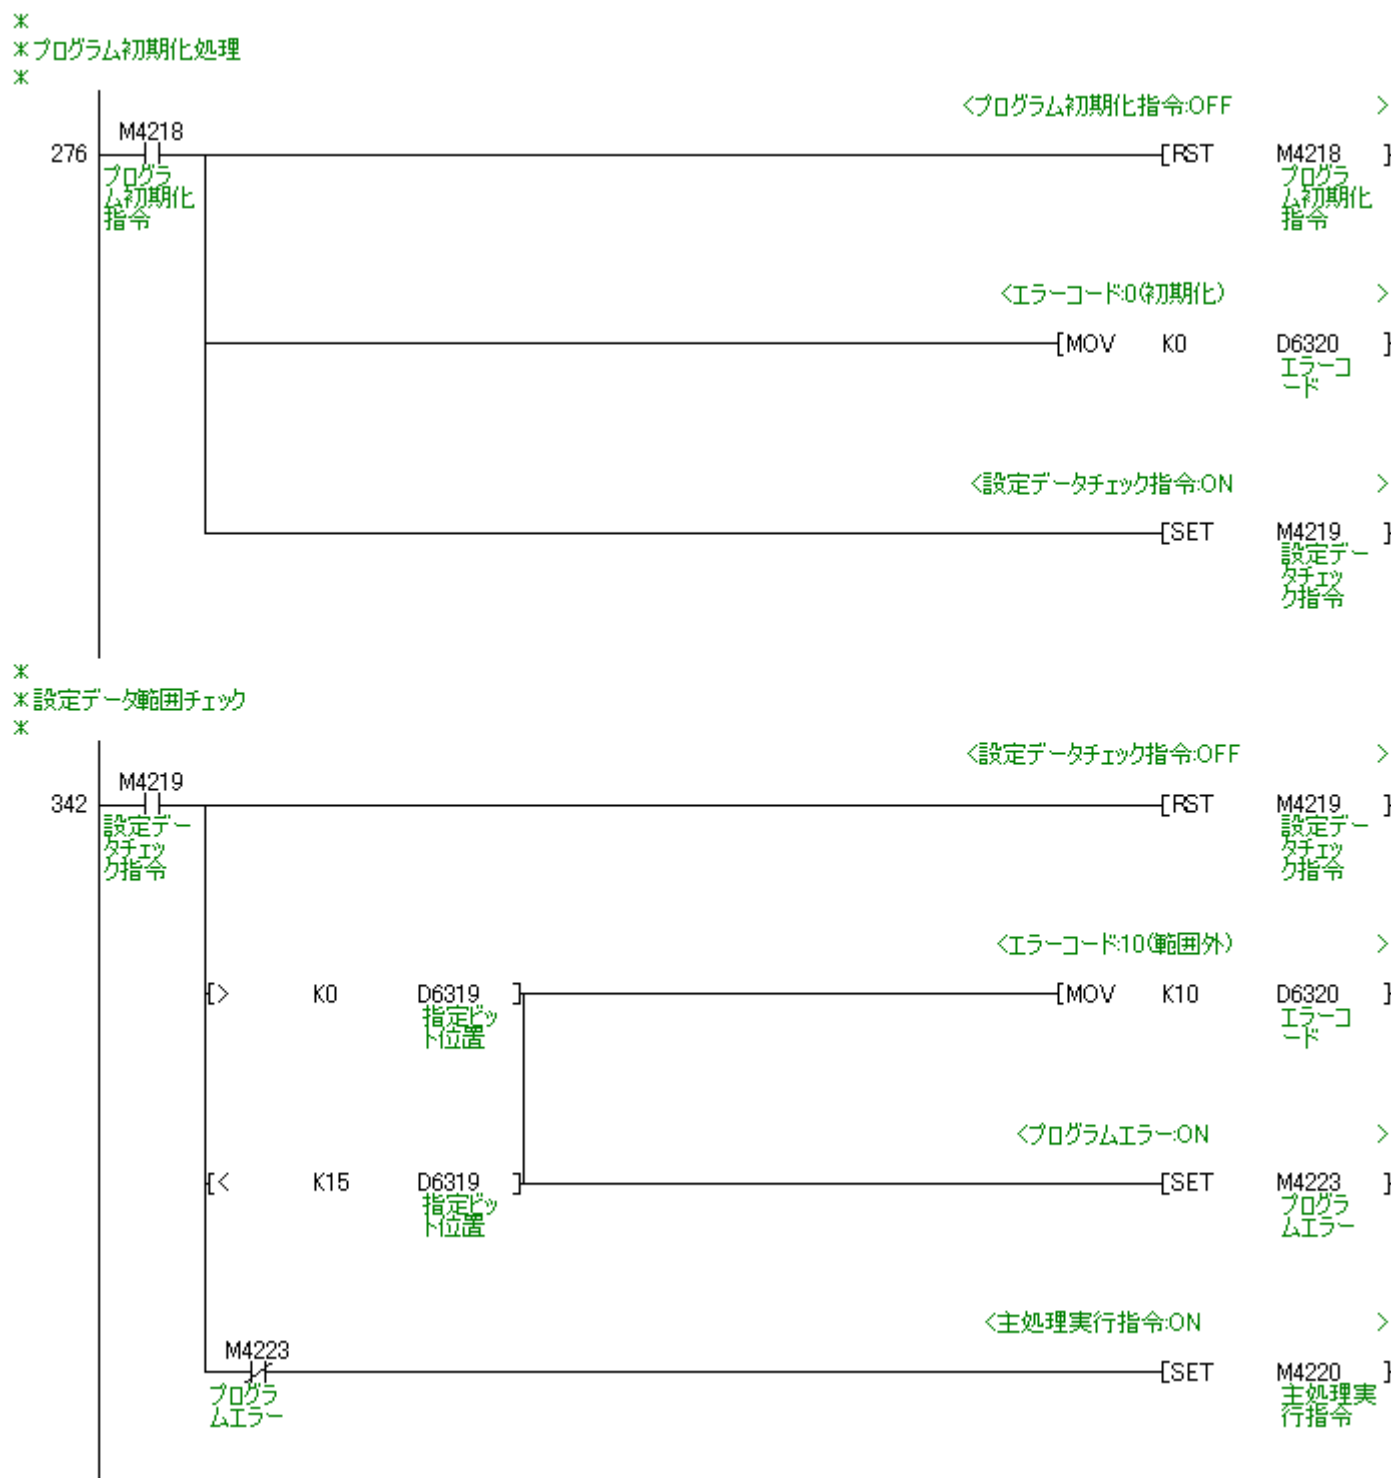 *
*プログラム初期化処理
*
<プログラム初期化指令:OFF >
M4218
276 [RST M4218 ]
プログラ
ム初期化
指令
プログラ
ム初期化
指令
<エラーコード:0(初期化) >
[MOV K0 D6320 ]
エラーコ
ード
<設定データチェック指令:ON >
[SET M4219 ]
設定デー
タチェッ
ク指令
*
*設定データ範囲チェック
*
<設定データチェック指令:OFF >
M4219
342 [RST M4219 ]
設定デー
タチェッ
ク指令
設定デー
タチェッ
ク指令
<エラーコード:10(範囲外) >
[> K0 D6319 ] [MOV K10 D6320 ]
指定ビッ
ト位置
エラーコ
ード
<プログラムエラー:ON >
[< K15 D6319 ] [SET M4223 ]
指定ビッ
ト位置
プログラ
ムエラー
<主処理実行指令:ON >
M4223
[SET M4220 ]
プログラ
ムエラー
主処理実
行指令